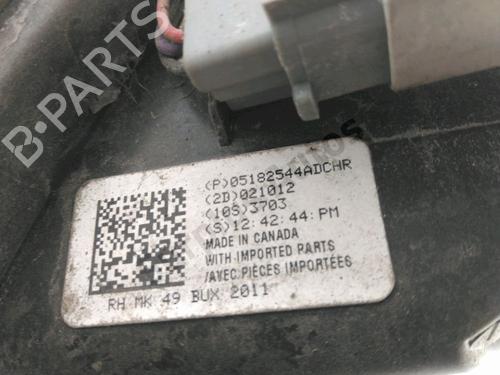 B-PARTS
(P)05182544ADCHR
(2D)021012
(10S)3703
(S)12:42:44:PM
MADE IN CANADA
WITH IMPORTED PARTS
/AVEC PIÈCES IMPORTÉES
RH MK 49 BUX 2011